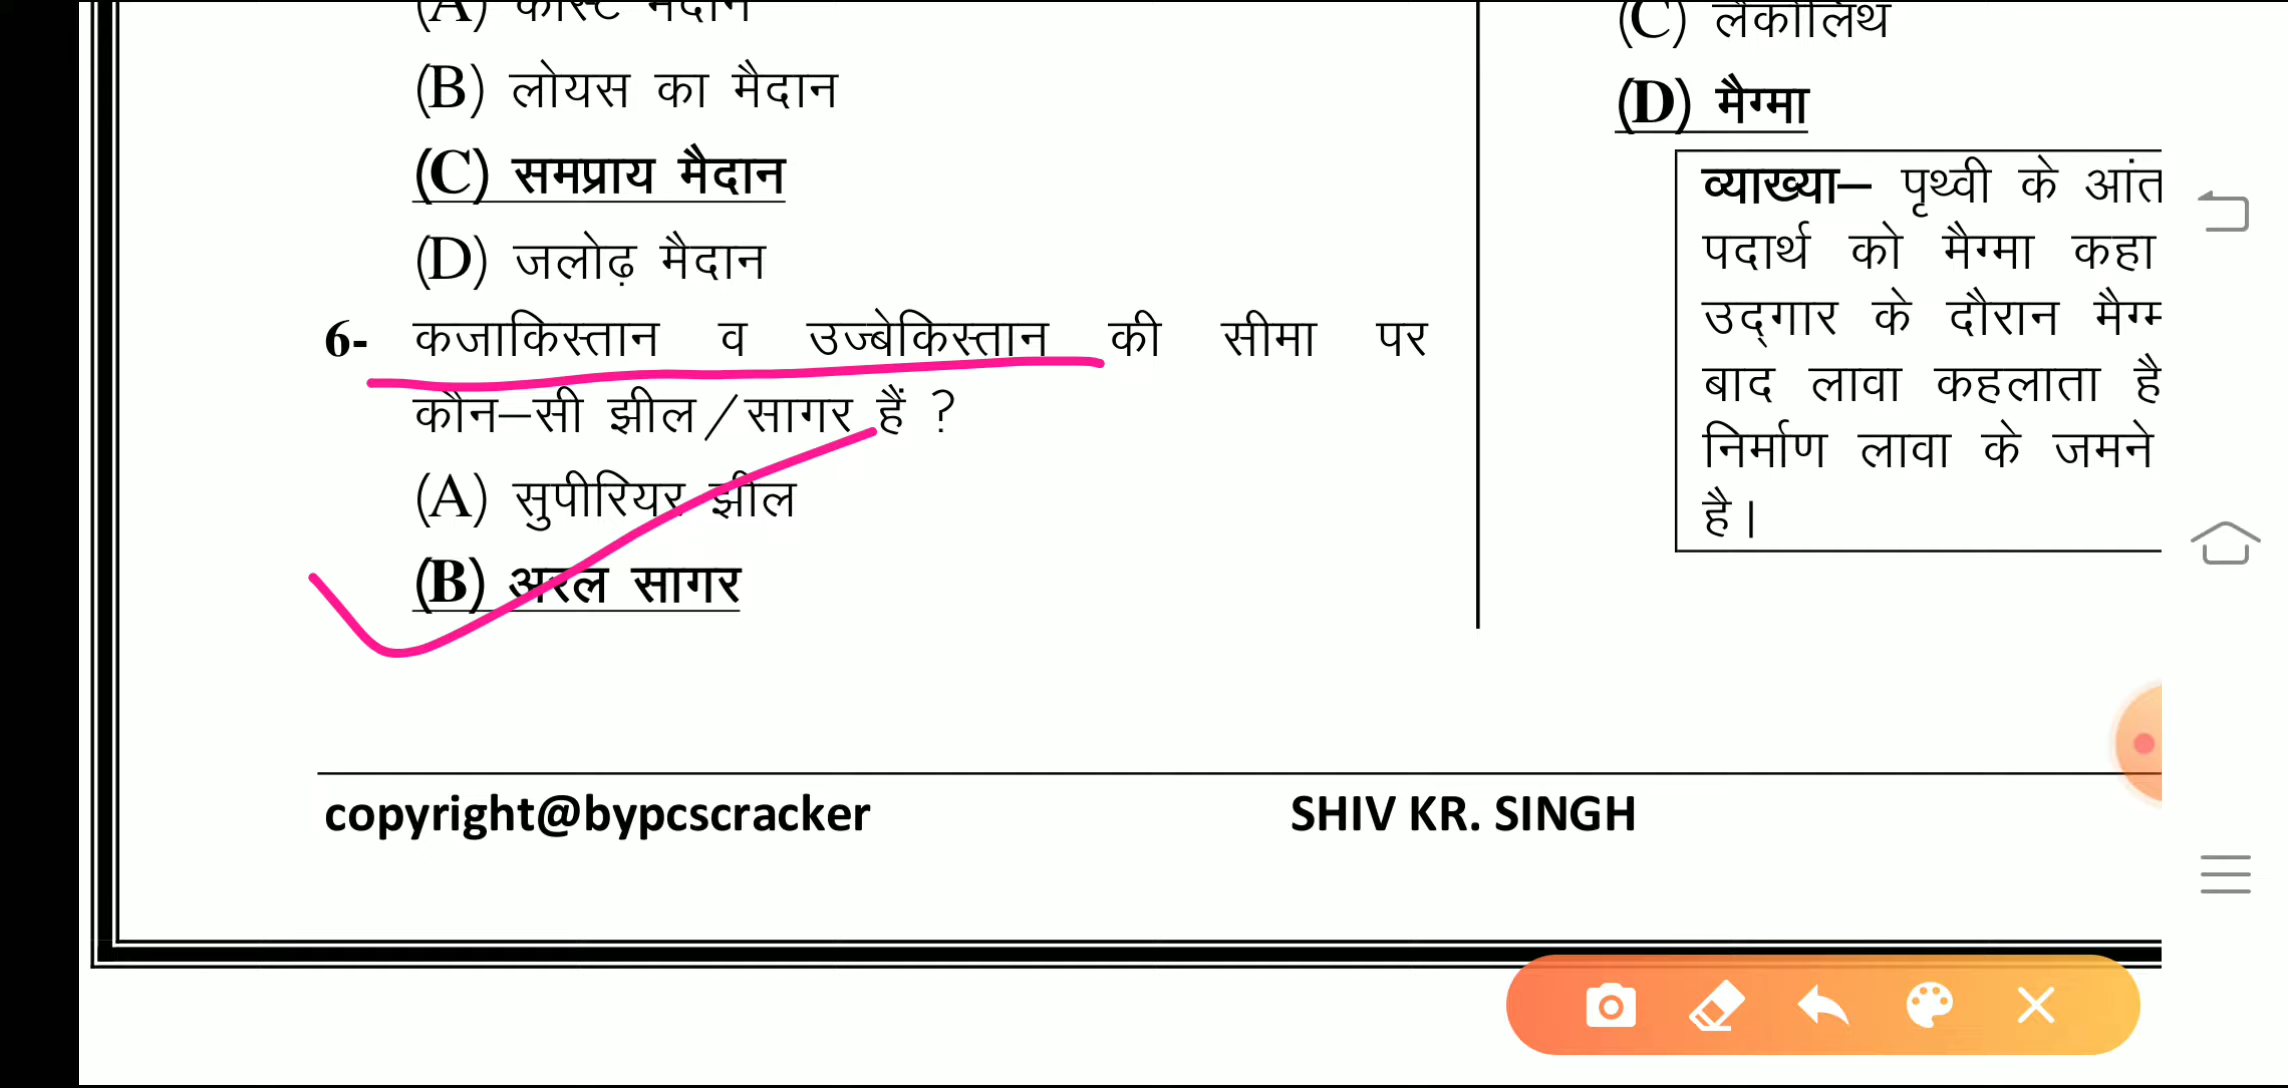 (A) कार्स्ट मैदान
(B) लोयस का मैदान
(C) समप्राय मैदान
(D) जलोढ़ मैदान
6- कजाकिस्तान व उज्बेकिस्तान की सीमा पर
कौन–सी झील/सागर हैं ?
(A) सुपीरियर झील
(B) अरल सागर
(C) लैकोलिथ
(D) मैग्मा
व्याख्या– पृथ्वी के आंत
पदार्थ को मैग्मा कहा
उद्गार के दौरान मैग्म
बाद लावा कहलाता है
निर्माण लावा के जमने
है।
copyright@bypcscracker SHIV KR. SINGH